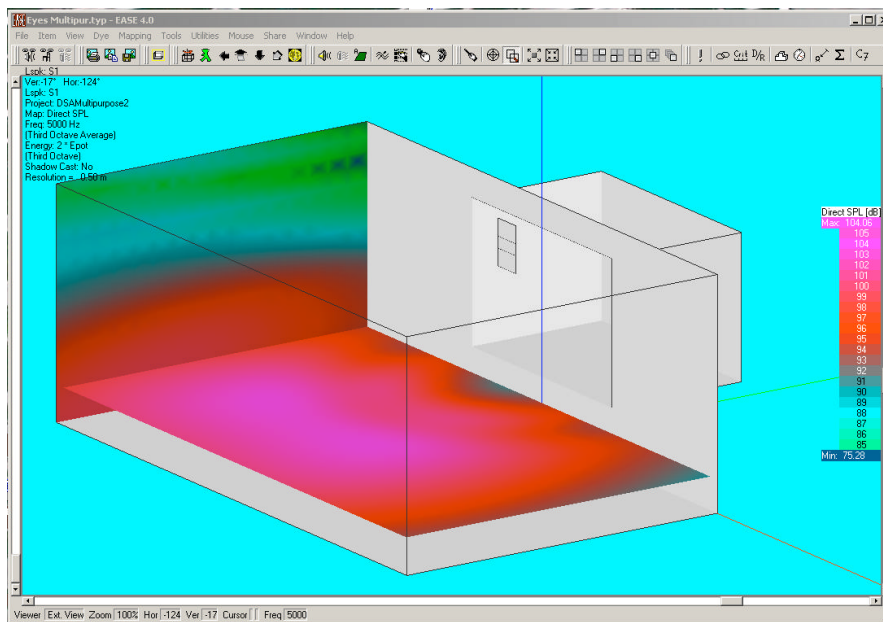 Eyes Multipur.typ - EASE 4.0
File Item View Dye Mapping Tools Utilities Mouse Share Window Help
Crit D/R Σ C7
Lspk: S1
Ver:-17° Hor:-124°
Lspk: S1
Project: DSAMultipurpose2
Map: Direct SPL
Freq: 5000 Hz
(Third Octave Average)
Energy: 2 * Epot
(Third Octave)
Shadow Cast: No
Resolution = 0.50 m
Direct SPL [dB]
Max: 104.06
105
104
103
102
101
100
99
98
97
96
95
94
93
92
91
90
89
88
87
86
85
Min: 75.28
Viewer Ext. View Zoom 100% Hor -124 Ver -17 Cursor Freq 5000